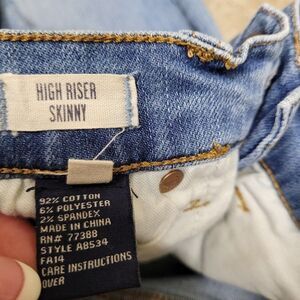 HIGH RISER
SKINNY
92% COTTON
6% POLYESTER
2% SPANDEX
MADE IN CHINA
RN# 77388
STYLE A8534
FA14
CARE INSTRUCTIONS
OVER